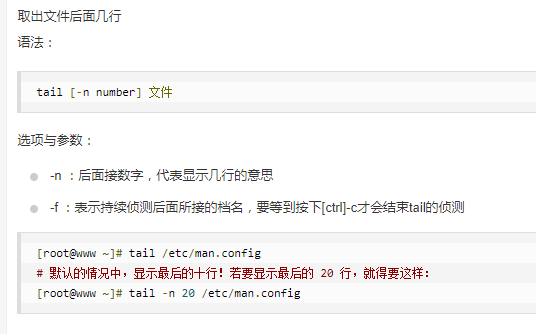 取出文件后面几行
语法：
tail [-n number] 文件
选项与参数：
-n ：后面接数字，代表显示几行的意思
-f ：表示持续侦测后面所接的档名，要等到按下[ctrl]-c才会结束tail的侦测
[root@www ~]# tail /etc/man.config
# 默认的情况中，显示最后的十行！若要显示最后的 20 行，就得要这样：
[root@www ~]# tail -n 20 /etc/man.config